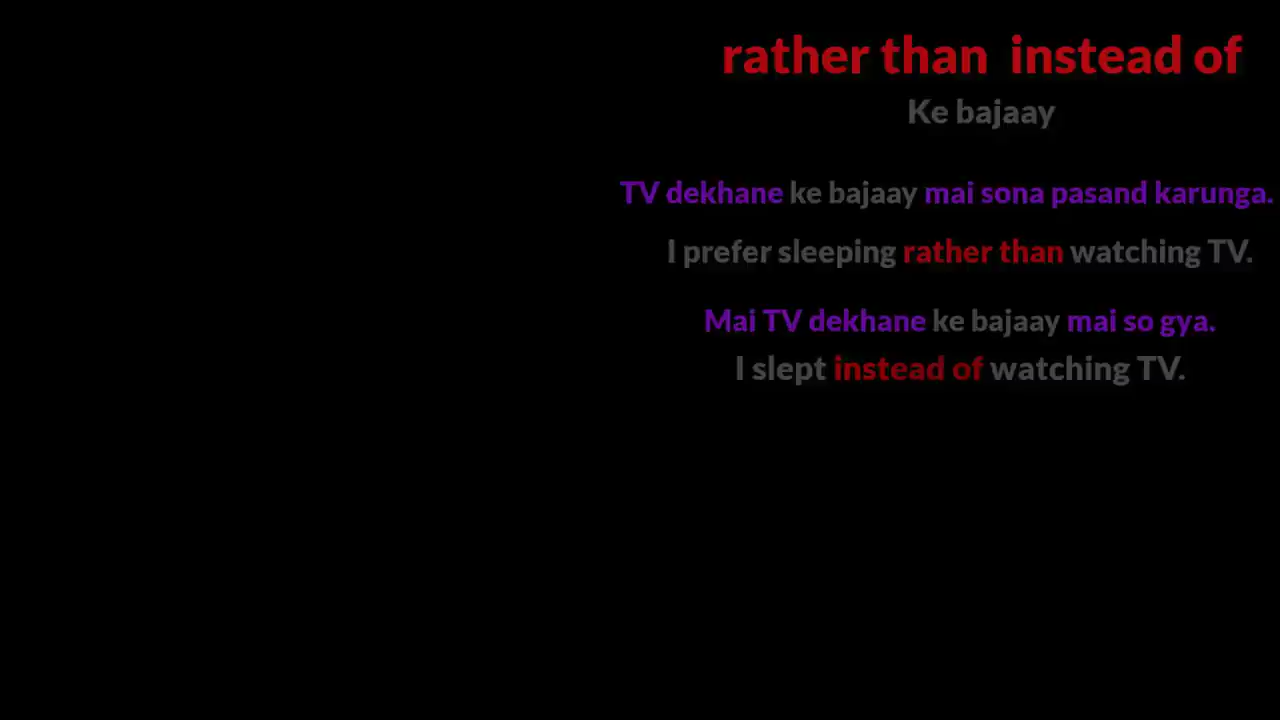 rather than instead of
Ke bajaay
TV dekhane ke bajaay mai sona pasand karunga.
I prefer sleeping rather than watching TV.
Mai TV dekhane ke bajaay mai so gya.
I slept instead of watching TV.